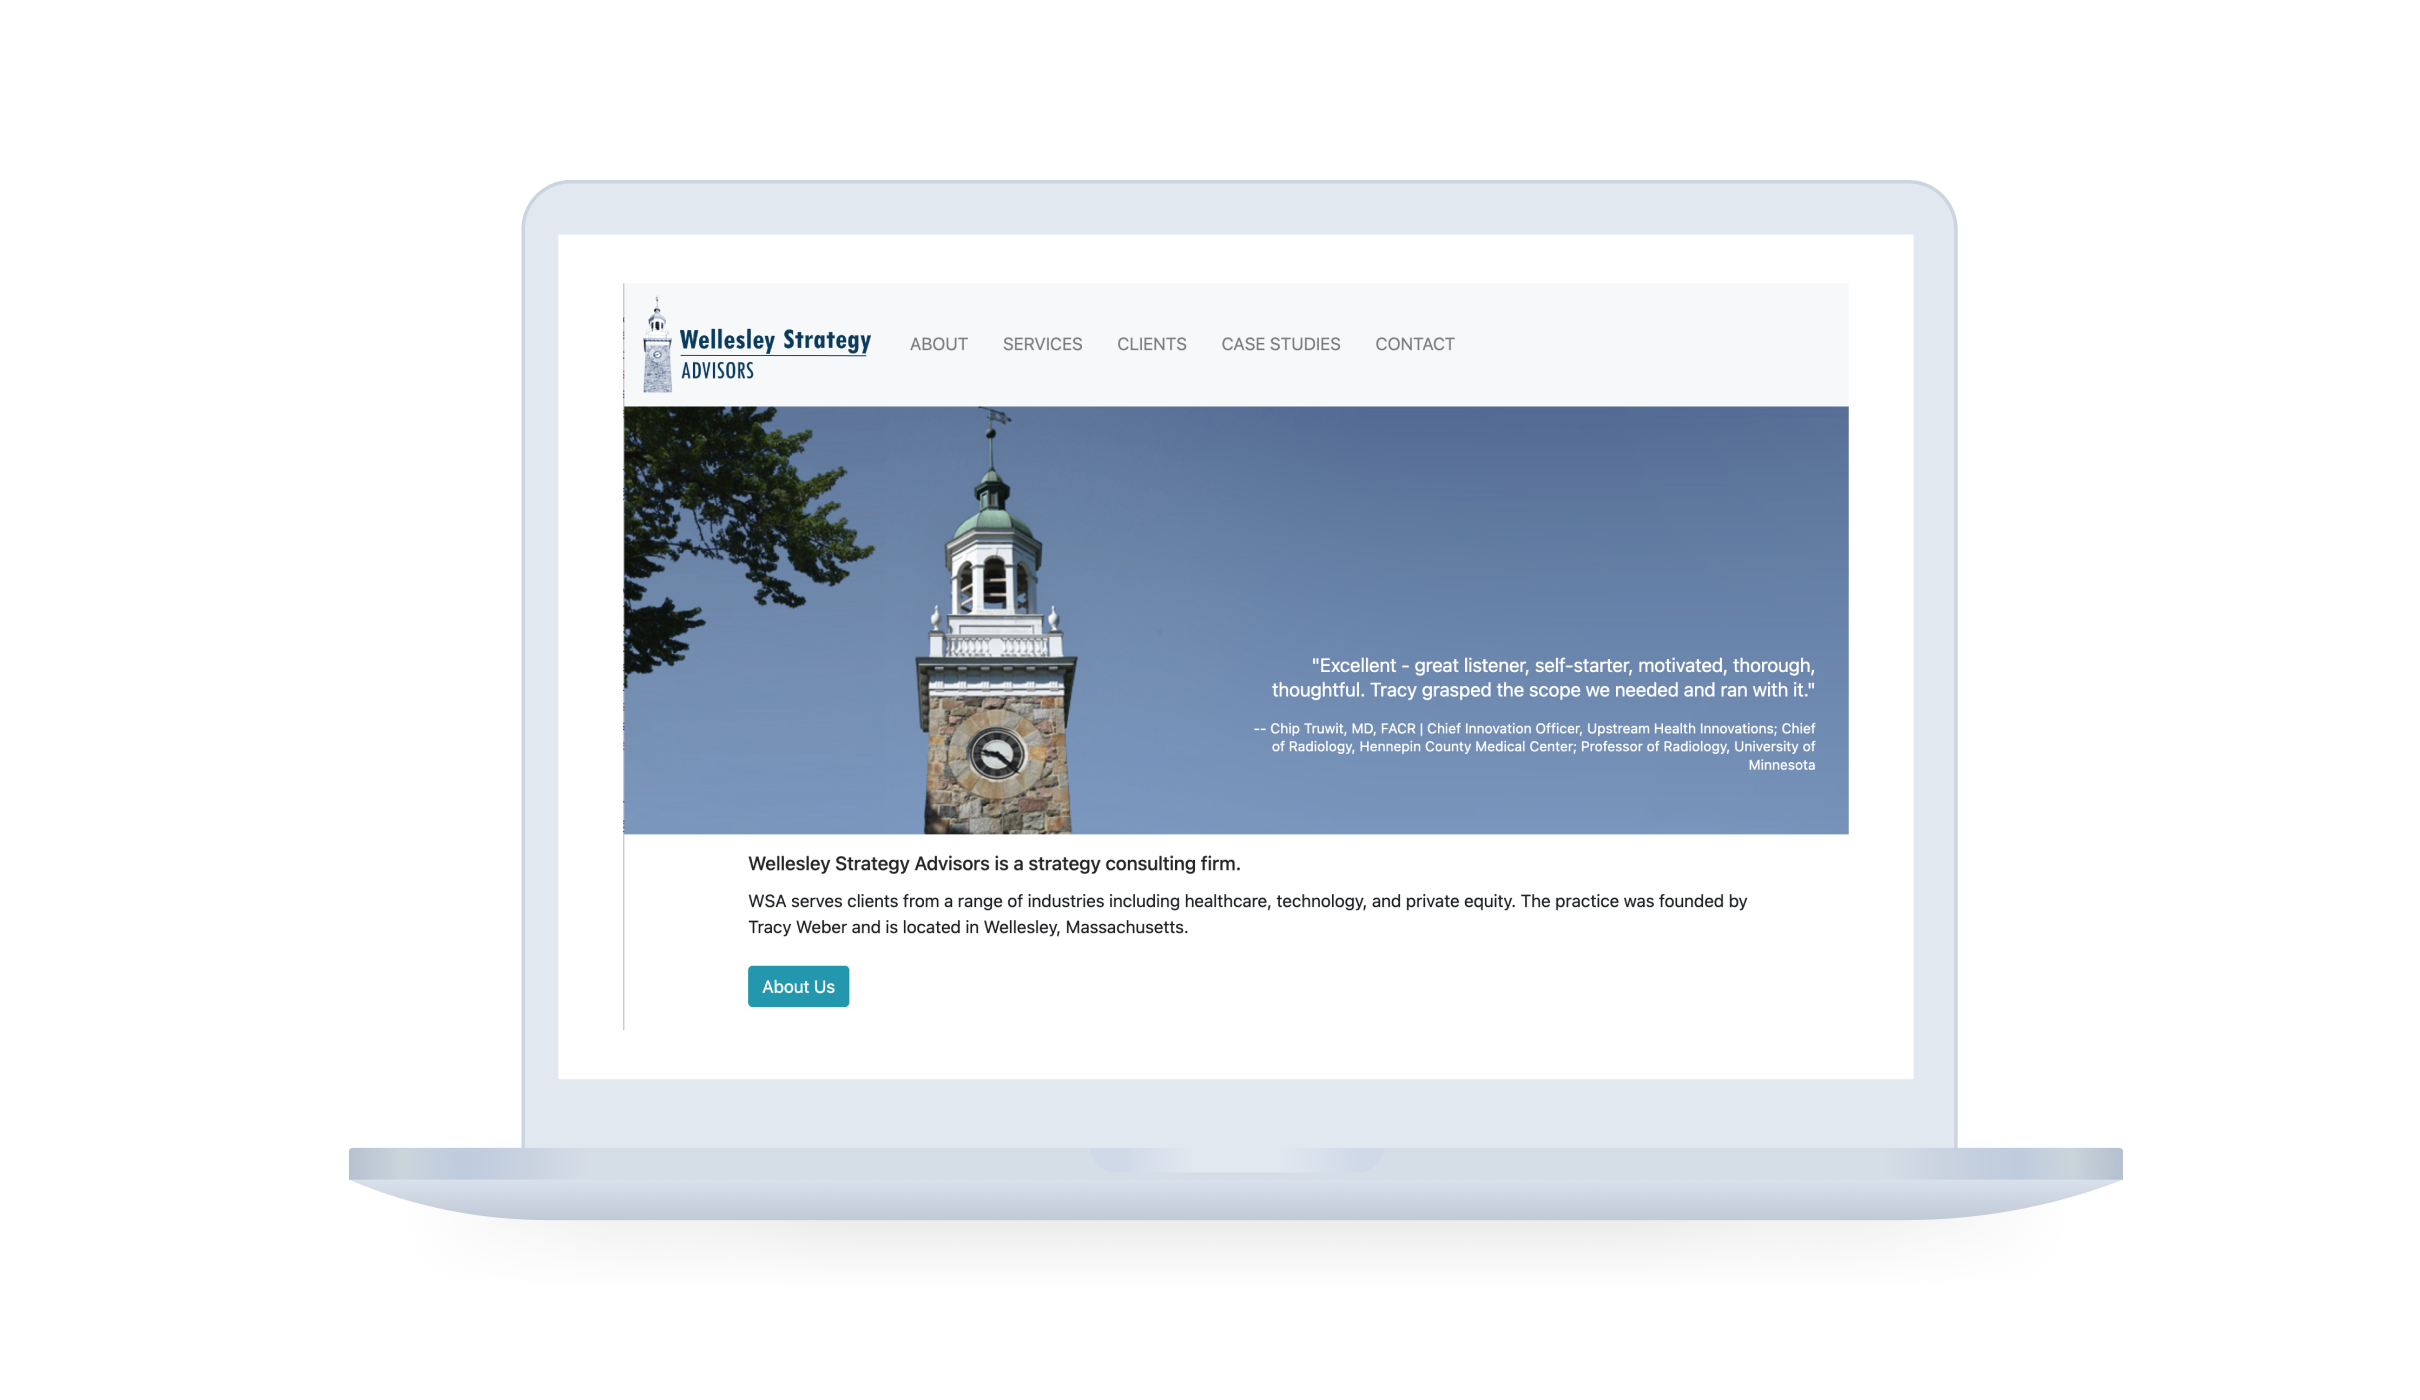 Wellesley Strategy
ADVISORS
ABOUT SERVICES CLIENTS CASE STUDIES CONTACT
"Excellent - great listener, self-starter, motivated, thorough,
thoughtful. Tracy grasped the scope we needed and ran with it."
-- Chip Truwit, MD, FACR | Chief Innovation Officer, Upstream Health Innovations; Chief
of Radiology, Hennepin County Medical Center; Professor of Radiology, University of
Minnesota
Wellesley Strategy Advisors is a strategy consulting firm.
WSA serves clients from a range of industries including healthcare, technology, and private equity. The practice was founded by
Tracy Weber and is located in Wellesley, Massachusetts.
About Us